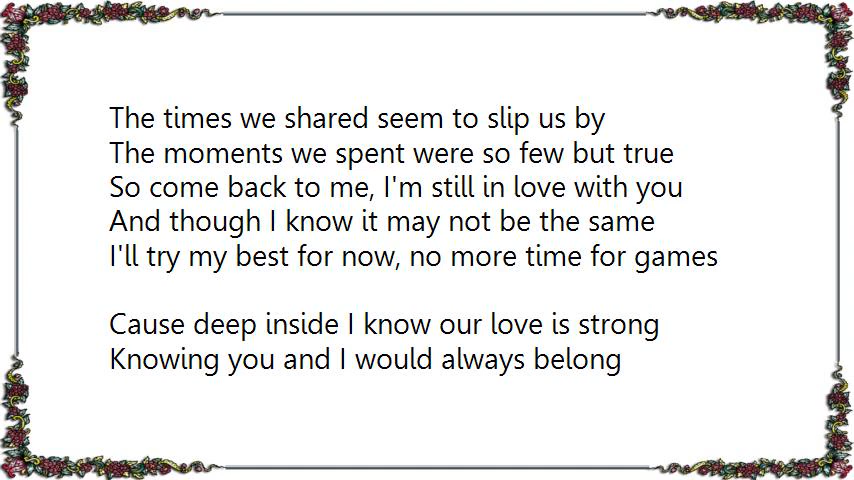 The times we shared seem to slip us by
The moments we spent were so few but true
So come back to me, I'm still in love with you
And though I know it may not be the same
I'll try my best for now, no more time for games
Cause deep inside I know our love is strong
Knowing you and I would always belong